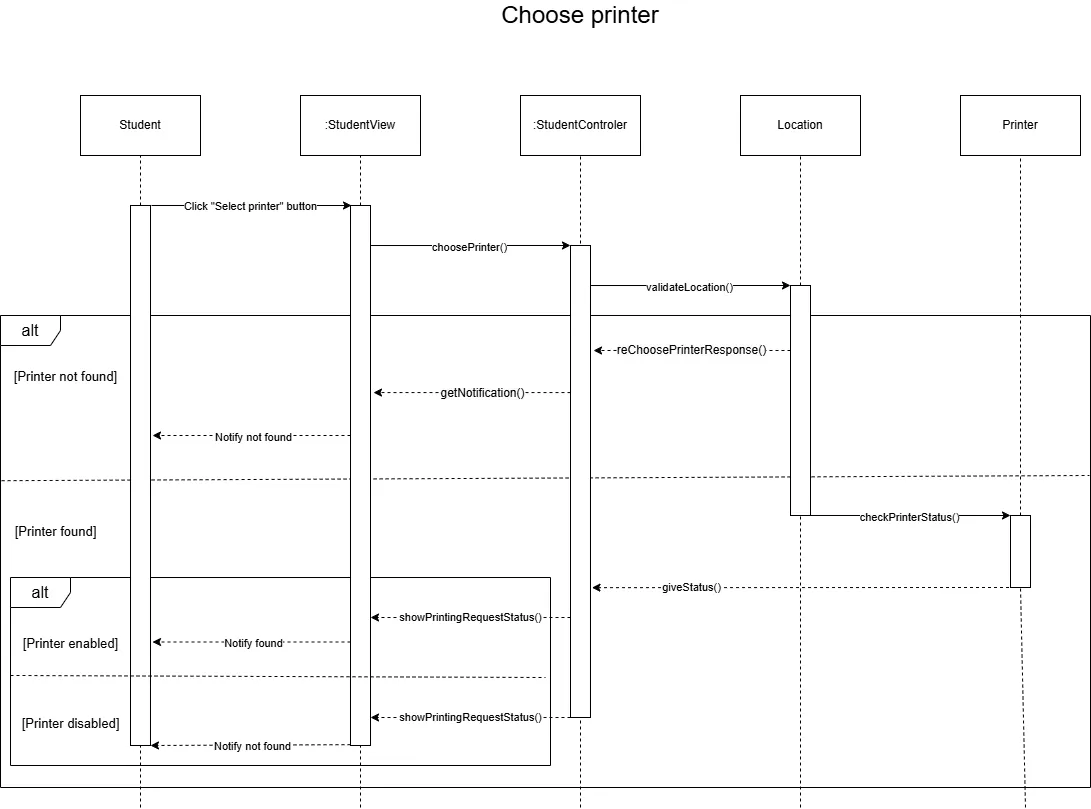 Choose printer
Student
:StudentView
:StudentControler
Location
Printer
Click "Select printer" button
choosePrinter()
validateLocation()
alt
reChoosePrinterResponse()
[Printer not found]
getNotification()
Notify not found
checkPrinterStatus()
[Printer found]
giveStatus()
alt
showPrintingRequestStatus()
[Printer enabled]
Notify found
showPrintingRequestStatus()
[Printer disabled]
Notify not found